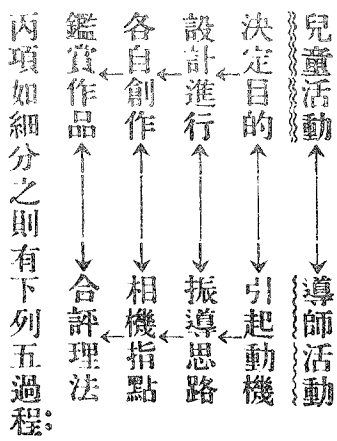 兒童活動 導師活動
決定目的 引起動機
設計進行 振導思路
各自創作 相機指點
鑑賞作品 合評理法
丙項如細分之則有下列五過程：